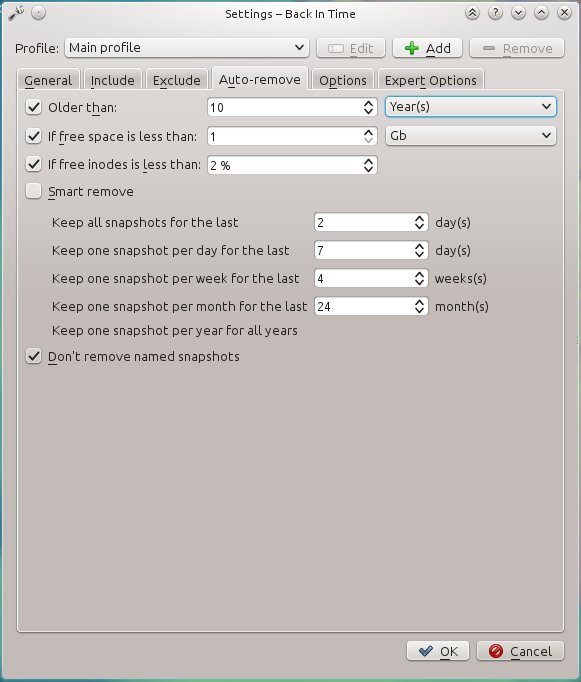 Settings – Back In Time
Profile: Main profile Edit Add Remove
General Include Exclude Auto-remove Options Expert Options
Older than: 10 Year(s)
If free space is less than: 1 Gb
If free inodes is less than: 2 %
Smart remove
Keep all snapshots for the last 2 day(s)
Keep one snapshot per day for the last 7 day(s)
Keep one snapshot per week for the last 4 weeks(s)
Keep one snapshot per month for the last 24 month(s)
Keep one snapshot per year for all years
Don't remove named snapshots
OK Cancel